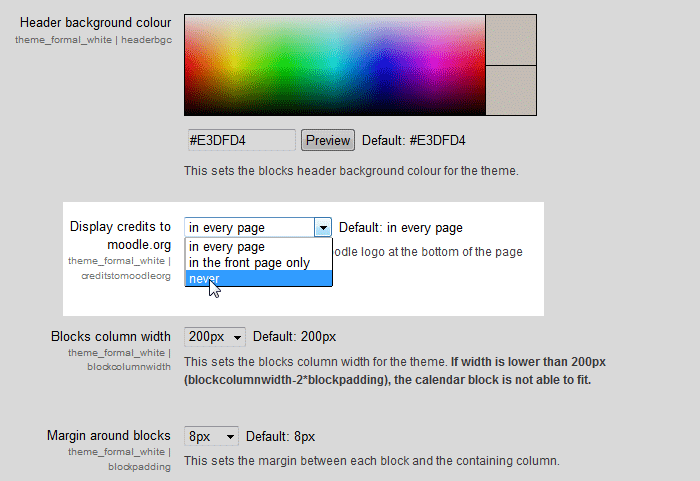 Header background colour
theme_formal_white | headerbgc
#E3DFD4 Preview Default: #E3DFD4
This sets the blocks header background colour for the theme.
Display credits to
moodle.org
theme_formal_white |
creditstomoodleorg
in every page Default: in every page
in every page
in the front page only
never
odle logo at the bottom of the page
Blocks column width
theme_formal_white |
blockcolumnwidth
200px Default: 200px
This sets the blocks column width for the theme. If width is lower than 200px
(blockcolumnwidth-2*blockpadding), the calendar block is not able to fit.
Margin around blocks
theme_formal_white |
blockpadding
8px Default: 8px
This sets the margin between each block and the containing column.